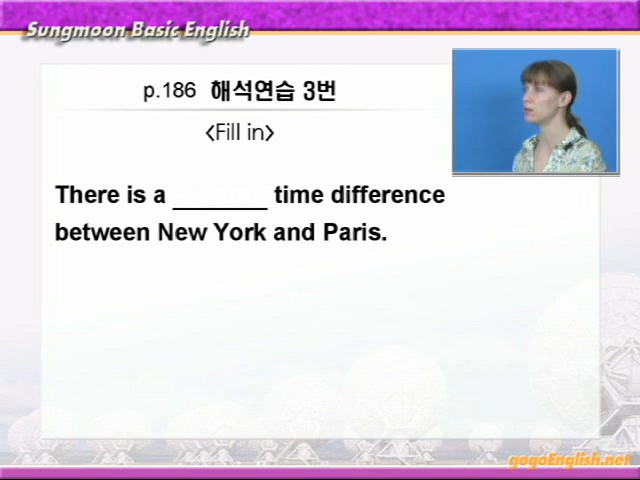 Sungmoon Basic English
p.186 해석연습 3번
<Fill in>
There is a ________ time difference
between New York and Paris.
gogoEnglish.net